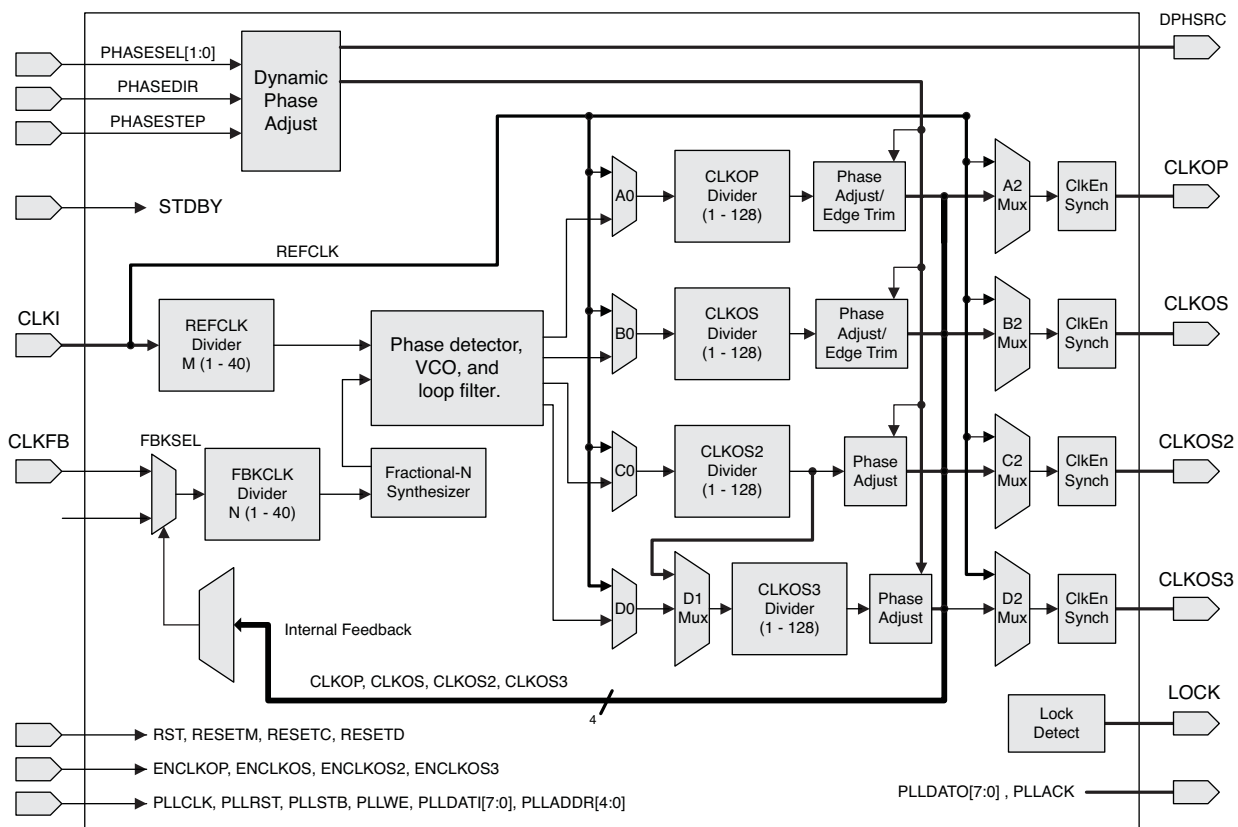 DPHSRC
PHASESEL[1:0]
PHASEDIR
PHASESTEP
Dynamic
Phase
Adjust
STDBY
REFCLK
A0
CLKOP
Divider
(1 - 128)
Phase
Adjust/
Edge Trim
A2
Mux
ClkEn
Synch
CLKOP
CLKI
REFCLK
Divider
M (1 - 40)
Phase detector,
VCO, and
loop filter.
B0
CLKOS
Divider
(1 - 128)
Phase
Adjust/
Edge Trim
B2
Mux
ClkEn
Synch
CLKOS
CLKFB
FBKSEL
FBKCLK
Divider
N (1 - 40)
Fractional-N
Synthesizer
C0
CLKOS2
Divider
(1 - 128)
Phase
Adjust
C2
Mux
ClkEn
Synch
CLKOS2
D0
D1
Mux
CLKOS3
Divider
(1 - 128)
Phase
Adjust
D2
Mux
ClkEn
Synch
CLKOS3
Internal Feedback
CLKOP, CLKOS, CLKOS2, CLKOS3
4
Lock
Detect
LOCK
RST, RESETM, RESETC, RESETD
ENCLKOP, ENCLKOS, ENCLKOS2, ENCLKOS3
PLLCLK, PLLRST, PLLSTB, PLLWE, PLLDATI[7:0], PLLADDR[4:0]
PLLDATO[7:0] , PLLACK